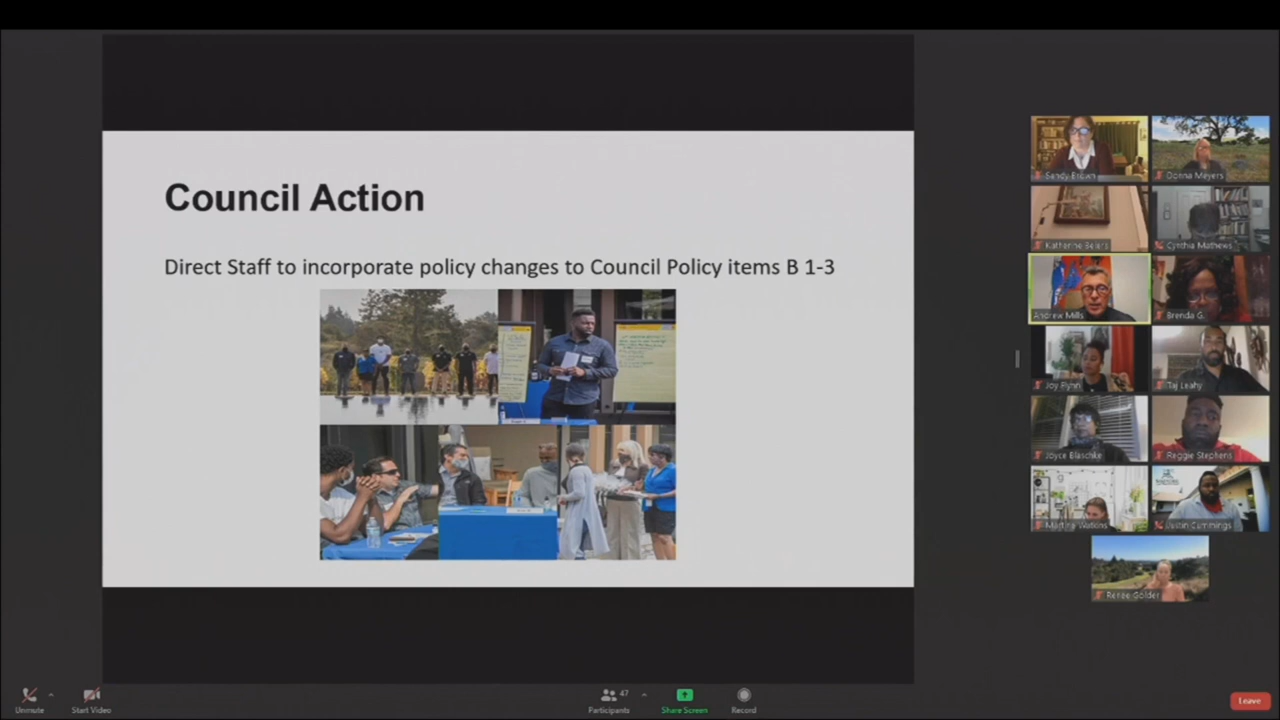 Council Action
Direct Staff to incorporate policy changes to Council Policy items B 1-3
Sandy Brown
Donna Meyers
Katherine Beiers
Cynthia Mathews
Andrew Mills
Brenda G.
Joy Flynn
Taj Leahy
Joyce Blaschke
Reggie Stephens
Martine Watkins
Justin Cummings
Renee Golder
Unmute
Start Video
47
Participants
Share Screen
Record
Leave